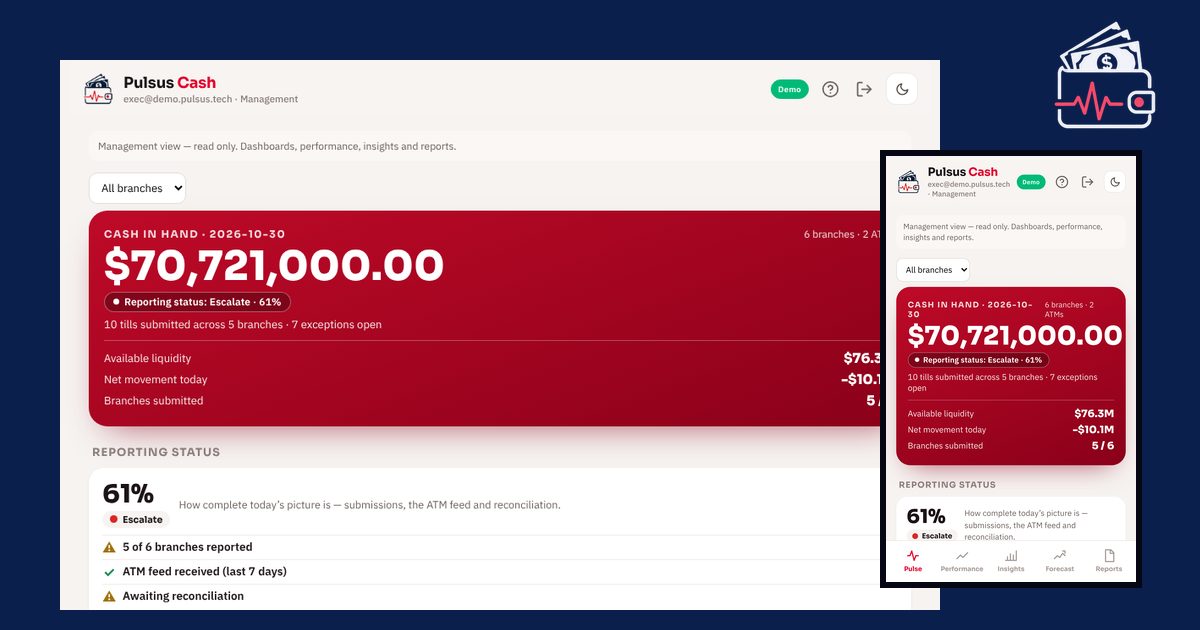 Pulsus Cash
exec@demo.pulsus.tech · Management
Demo
Management view — read only. Dashboards, performance, insights and reports.
All branches
CASH IN HAND · 2026-10-30
6 branches · 2
$70,721,000.00
Reporting status: Escalate · 61%
10 tills submitted across 5 branches · 7 exceptions open
Available liquidity
$76.3
Net movement today
-$10.1
Branches submitted
5 /
REPORTING STATUS
61%
Escalate
How complete today’s picture is — submissions, the ATM feed and reconciliation.
5 of 6 branches reported
ATM feed received (last 7 days)
Awaiting reconciliation
$
Pulsus Cash
exec@demo.pulsus.tech
· Management
Demo
Management view — read only. Dashboards, performance,
insights and reports.
All branches
CASH IN HAND · 2026-10-
30
6 branches · 2
ATMs
$70,721,000.00
Reporting status: Escalate · 61%
10 tills submitted across 5 branches · 7 exceptions
open
Available liquidity
$76.3M
Net movement today
-$10.1M
Branches submitted
5 / 6
REPORTING STATUS
61%
Escalate
How complete today’s picture is —
submissions, the ATM feed and
reconciliation.
Pulse
Performance
Insights
Forecast
Reports